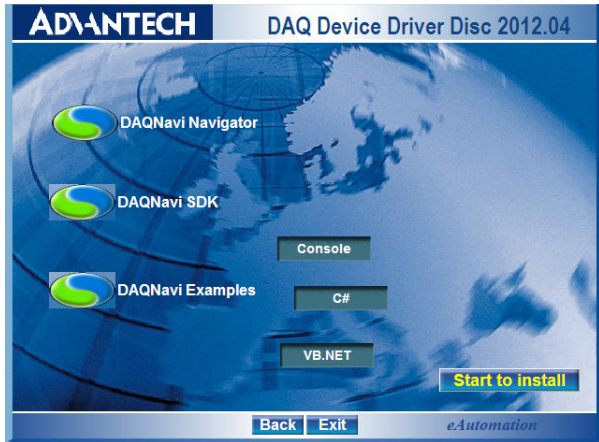 ADVANTECH
DAQ Device Driver Disc 2012.04
DAQNavi Navigator
DAQNavi SDK
Console
DAQNavi Examples
C#
VB.NET
Start to install
Back Exit
eAutomation